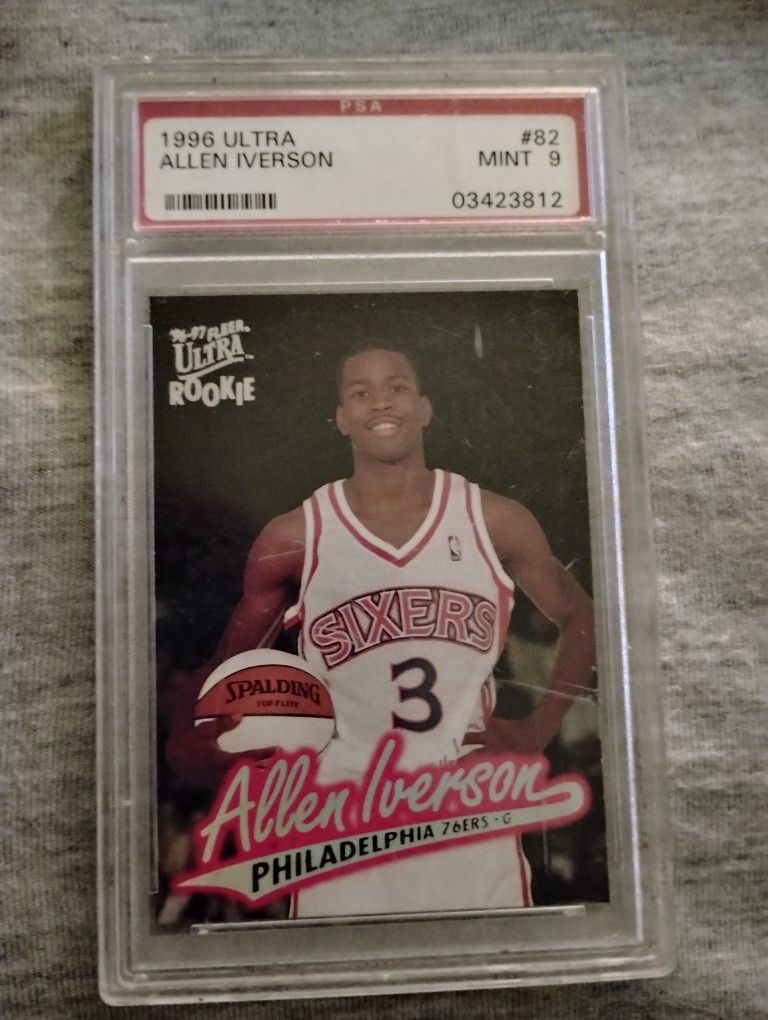 PSA
1996 ULTRA #82
ALLEN IVERSON MINT 9
03423812
'96-'97 FLEER
ULTRA™
ROOKIE
SIXERS
3
SPALDING
TOP-FLITE
Allen Iverson
PHILADELPHIA 76ERS - G